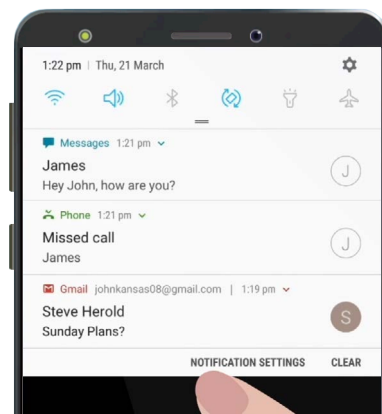 1:22 pm | Thu, 21 March
Messages 1:21 pm
James
Hey John, how are you?
J
Phone 1:21 pm
Missed call
James
J
Gmail johnkansas08@gmail.com | 1:19 pm
Steve Herold
Sunday Plans?
S
NOTIFICATION SETTINGS CLEAR